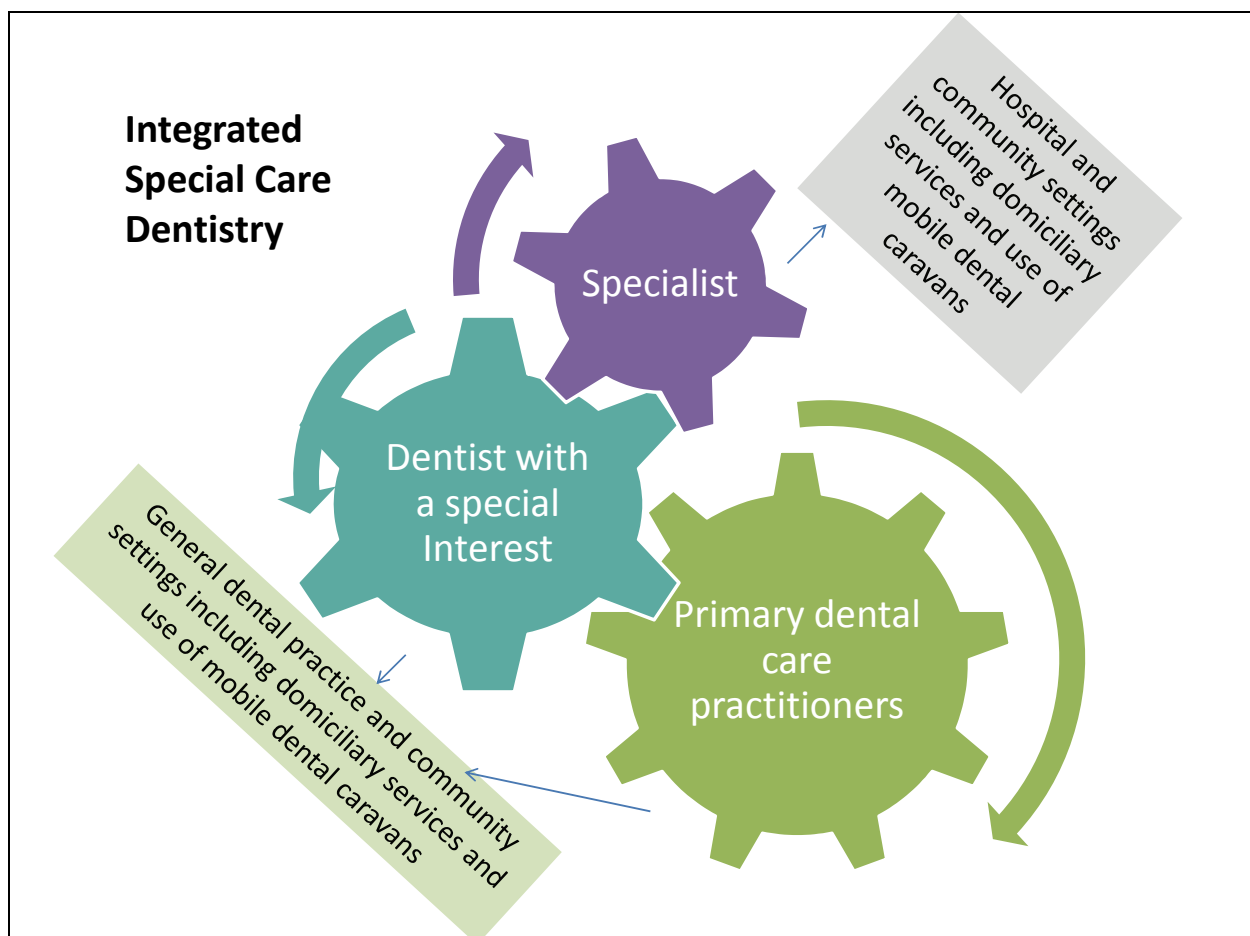 Integrated
Special Care
Dentistry
Hospital and
community settings
including domiciliary
services and use of
mobile dental
caravans
Specialist
Dentist with
a special
Interest
General dental practice and community
settings including domiciliary services and
use of mobile dental caravans
Primary dental
care
practitioners